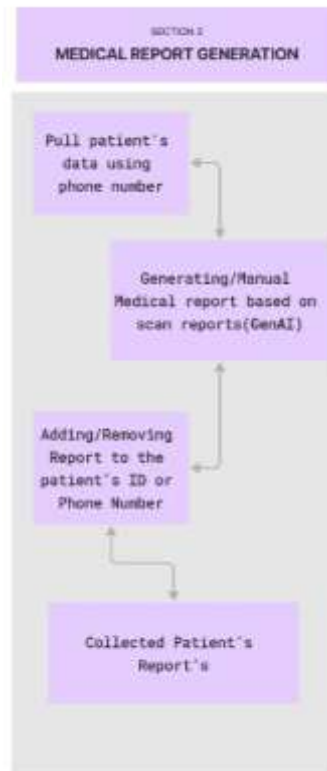 SECTION 2
MEDICAL REPORT GENERATION
Pull patient's
data using
phone number
Generating/Manual
Medical report based on
scan reports(GenAI)
Adding/Removing
Report to the
patient's ID or
Phone Number
Collected Patient's
Report's